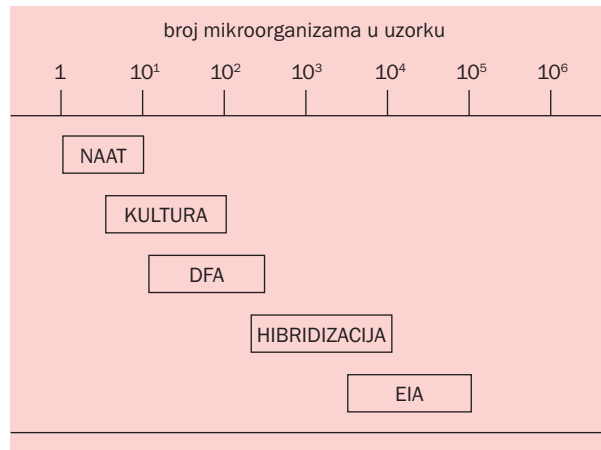 broj mikroorganizama u uzorku
1 10¹ 10² 10³ 10⁴ 10⁵ 10⁶
NAAT
KULTURA
DFA
HIBRIDIZACIJA
EIA